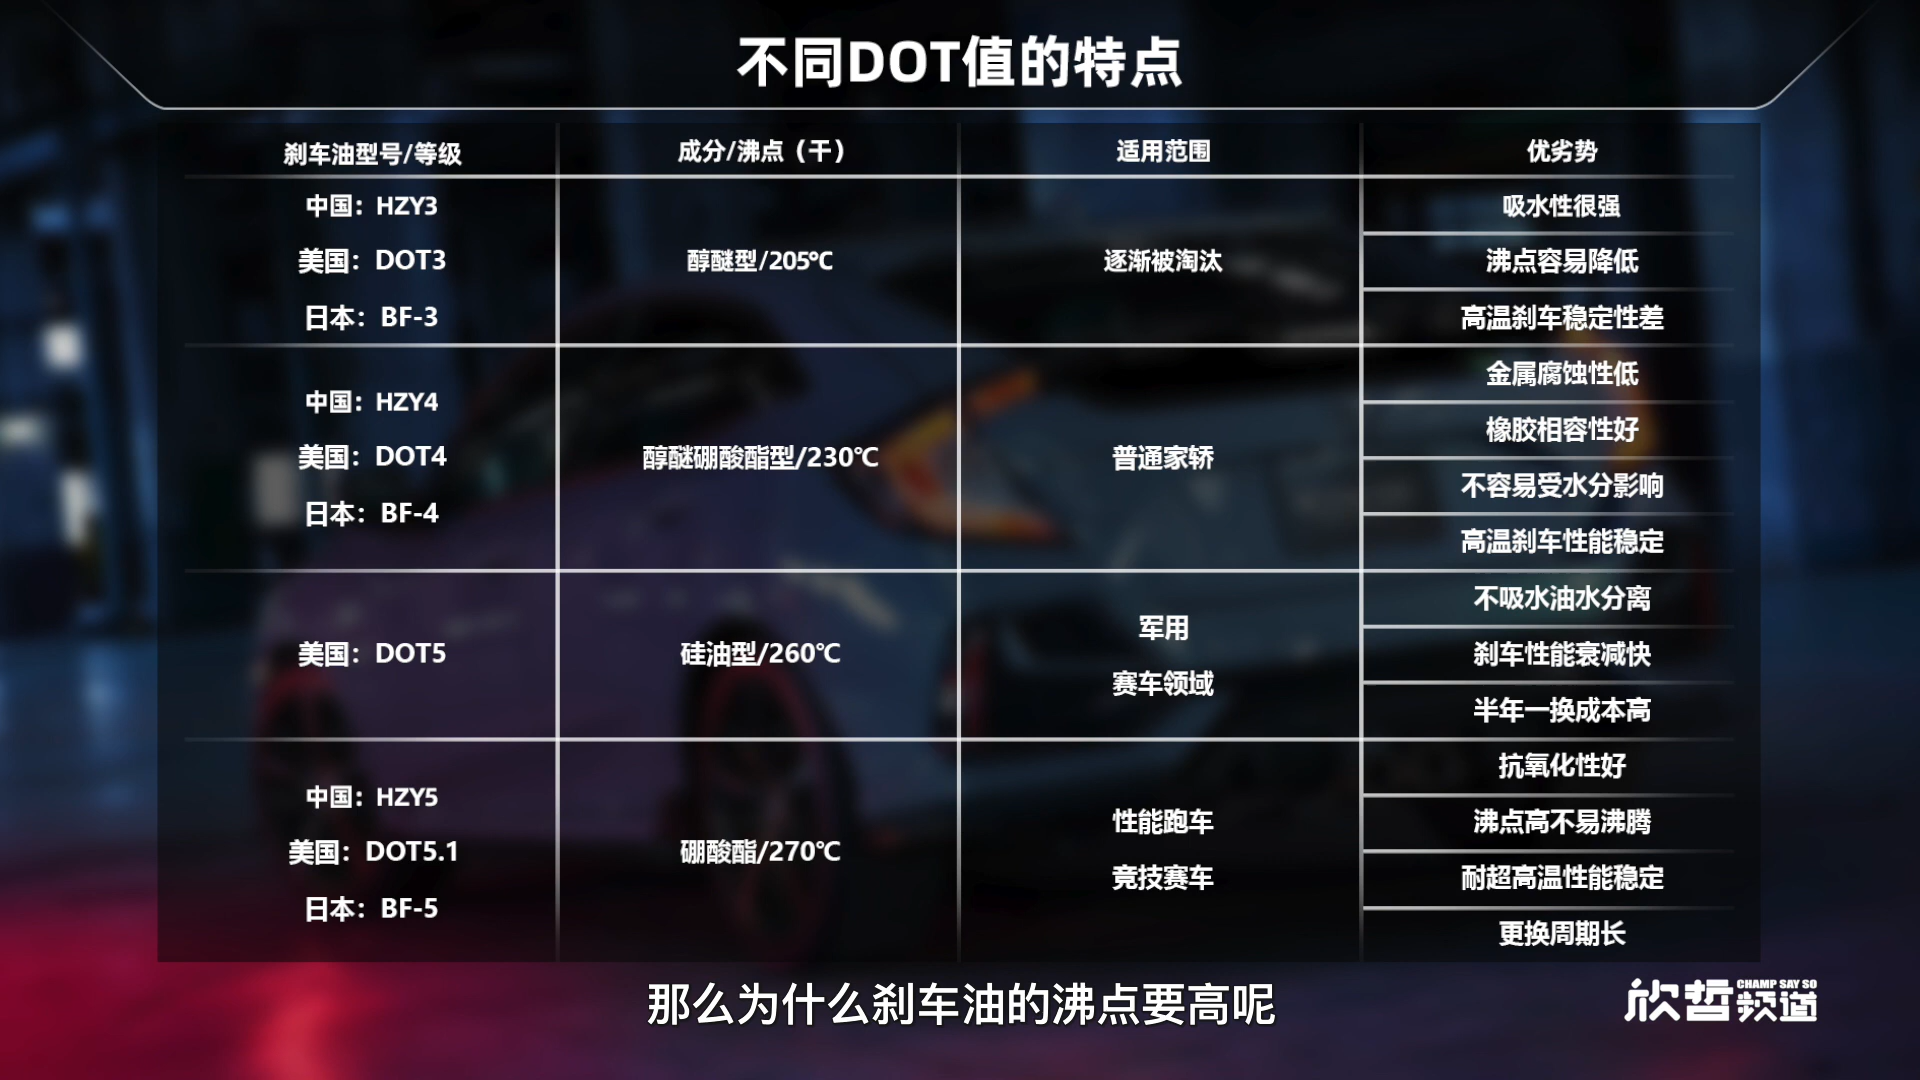 不同DOT值的特点
刹车油型号/等级
成分/沸点（干）
适用范围
优劣势
中国：HZY3
美国：DOT3
日本：BF-3
醇醚型/205℃
逐渐被淘汰
吸水性很强
沸点容易降低
高温刹车稳定性差
中国：HZY4
美国：DOT4
日本：BF-4
醇醚硼酸酯型/230℃
普通家轿
金属腐蚀性低
橡胶相容性好
不容易受水分影响
高温刹车性能稳定
美国：DOT5
硅油型/260℃
军用
赛车领域
不吸水油水分离
刹车性能衰减快
半年一换成本高
中国：HZY5
美国：DOT5.1
日本：BF-5
硼酸酯/270℃
性能跑车
竞技赛车
抗氧化性好
沸点高不易沸腾
耐超高温性能稳定
更换周期长
那么为什么刹车油的沸点要高呢
欣哲频道
CHAMP SAY SO